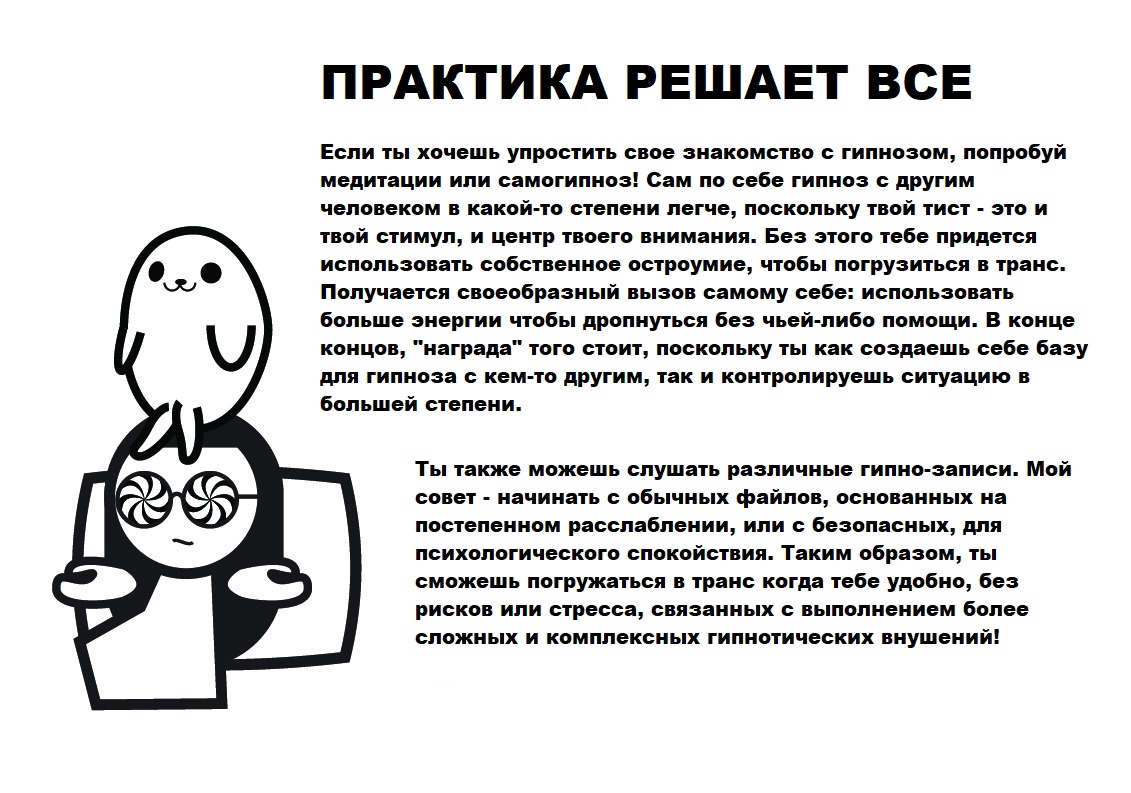 ПРАКТИКА РЕШАЕТ ВСЕ
Если ты хочешь упростить свое знакомство с гипнозом, попробуй
медитации или самогипноз! Сам по себе гипноз с другим
человеком в какой-то степени легче, поскольку твой тист - это и
твой стимул, и центр твоего внимания. Без этого тебе придется
использовать собственное остроумие, чтобы погрузиться в транс.
Получается своеобразный вызов самому себе: использовать
больше энергии чтобы дропнуться без чьей-либо помощи. В конце
концов, "награда" того стоит, поскольку ты как создаешь себе базу
для гипноза с кем-то другим, так и контролируешь ситуацию в
большей степени.
Ты также можешь слушать различные гипно-записи. Мой
совет - начинать с обычных файлов, основанных на
постепенном расслаблении, или с безопасных, для
психологического спокойствия. Таким образом, ты
сможешь погружаться в транс когда тебе удобно, без
рисков или стресса, связанных с выполнением более
сложных и комплексных гипнотических внушений!